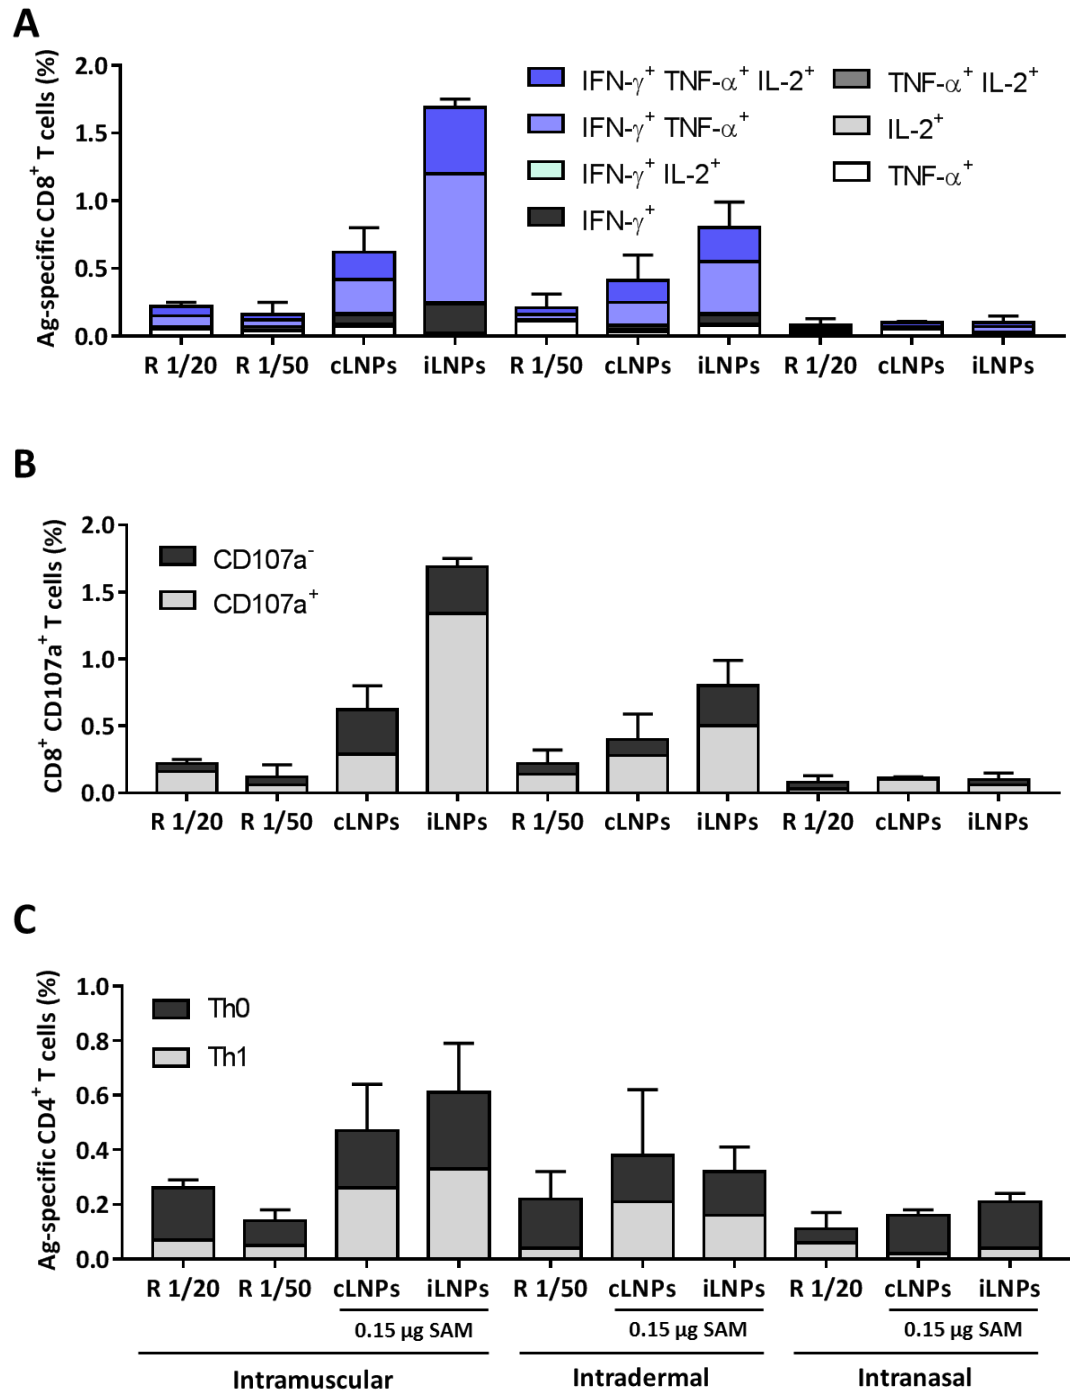 A
Ag-specific CD8⁺ T cells (%)
2.0
1.5
1.0
0.5
0.0
IFN-γ⁺ TNF-α⁺ IL-2⁺
IFN-γ⁺ TNF-α⁺
IFN-γ⁺ IL-2⁺
IFN-γ⁺
TNF-α⁺ IL-2⁺
IL-2⁺
TNF-α⁺
R 1/20 R 1/50 cLNPs iLNPs R 1/50 cLNPs iLNPs R 1/20 cLNPs iLNPs
B
CD8⁺ CD107a⁺ T cells (%)
2.0
1.5
1.0
0.5
0.0
CD107a⁻
CD107a⁺
R 1/20 R 1/50 cLNPs iLNPs R 1/50 cLNPs iLNPs R 1/20 cLNPs iLNPs
C
Ag-specific CD4⁺ T cells (%)
1.0
0.8
0.6
0.4
0.2
0.0
Th0
Th1
R 1/20 R 1/50 cLNPs iLNPs R 1/50 cLNPs iLNPs R 1/20 cLNPs iLNPs
0.15 µg SAM 0.15 µg SAM 0.15 µg SAM
Intramuscular Intradermal Intranasal